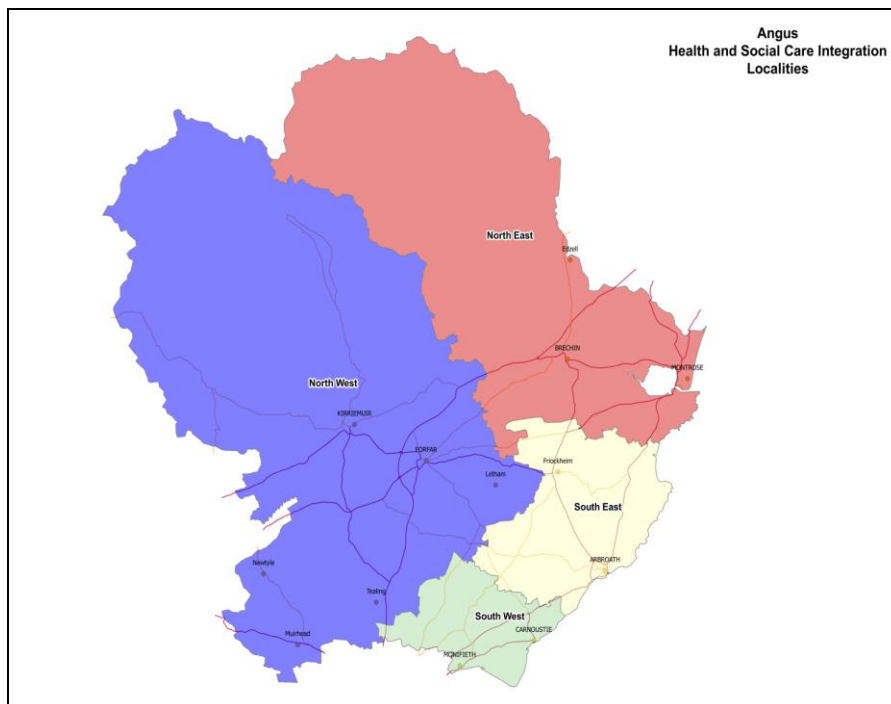 Angus
Health and Social Care Integration
Localities
North East
Edzell
BRECHIN
MONTROSE
North West
KIRRIEMUIR
FORFAR
Letham
Friockheim
South East
ARBROATH
Newtyle
Tealing
South West
Muirhead
CARNOUSTIE
MONIFIETH